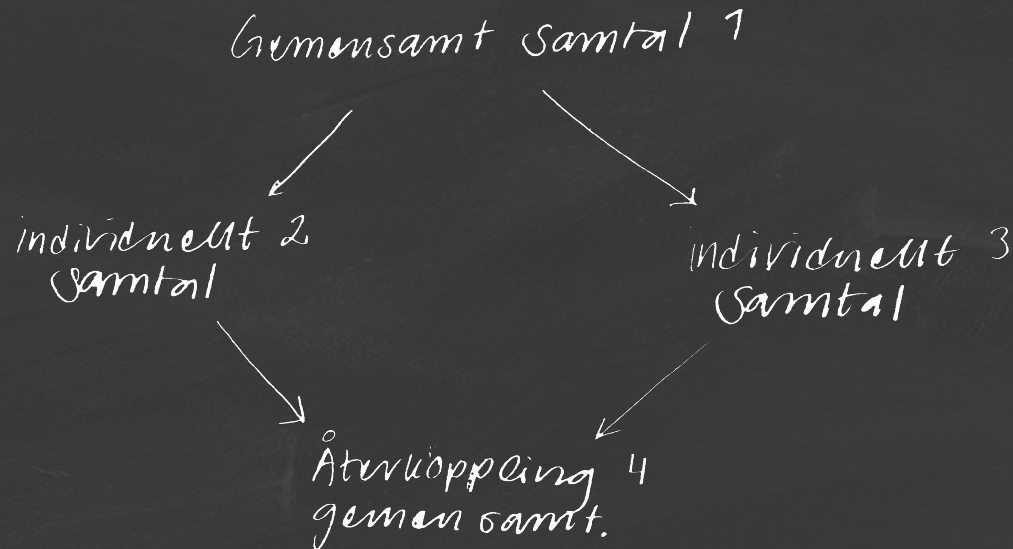 Gemensamt samtal 1
individuellt 2
samtal
individuellt 3
samtal
Återkoppling 4
gemensamt.